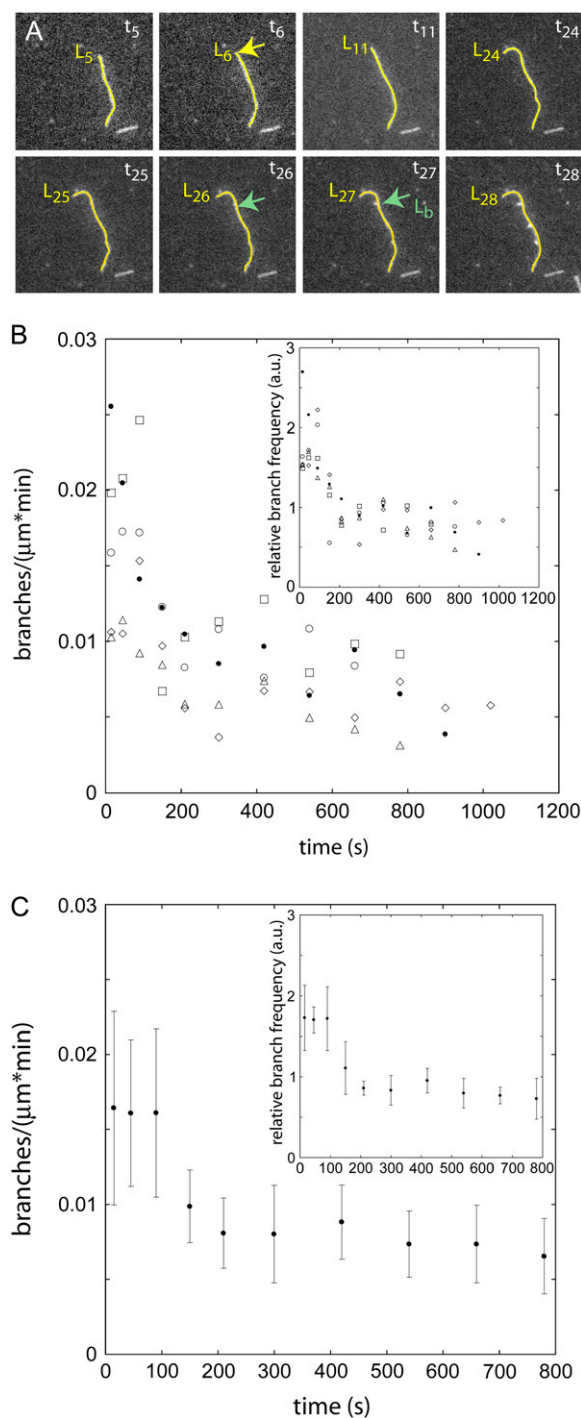 A
t5
t6
t11
t24
L5
L6
L11
L24
t25
t26
t27
t28
L25
L26
L27
Lb
L28
B
0.03
0.02
0.01
0
branches/(µm*min)
0 200 400 600 800 1000 1200
time (s)
3
2
1
0
relative branch frequency (a.u.)
0 200 400 600 800 1000 1200
C
0.03
0.02
0.01
0
branches/(µm*min)
0 100 200 300 400 500 600 700 800
time (s)
3
2
1
0
relative branch frequency (a.u.)
0 100 200 300 400 500 600 700 800